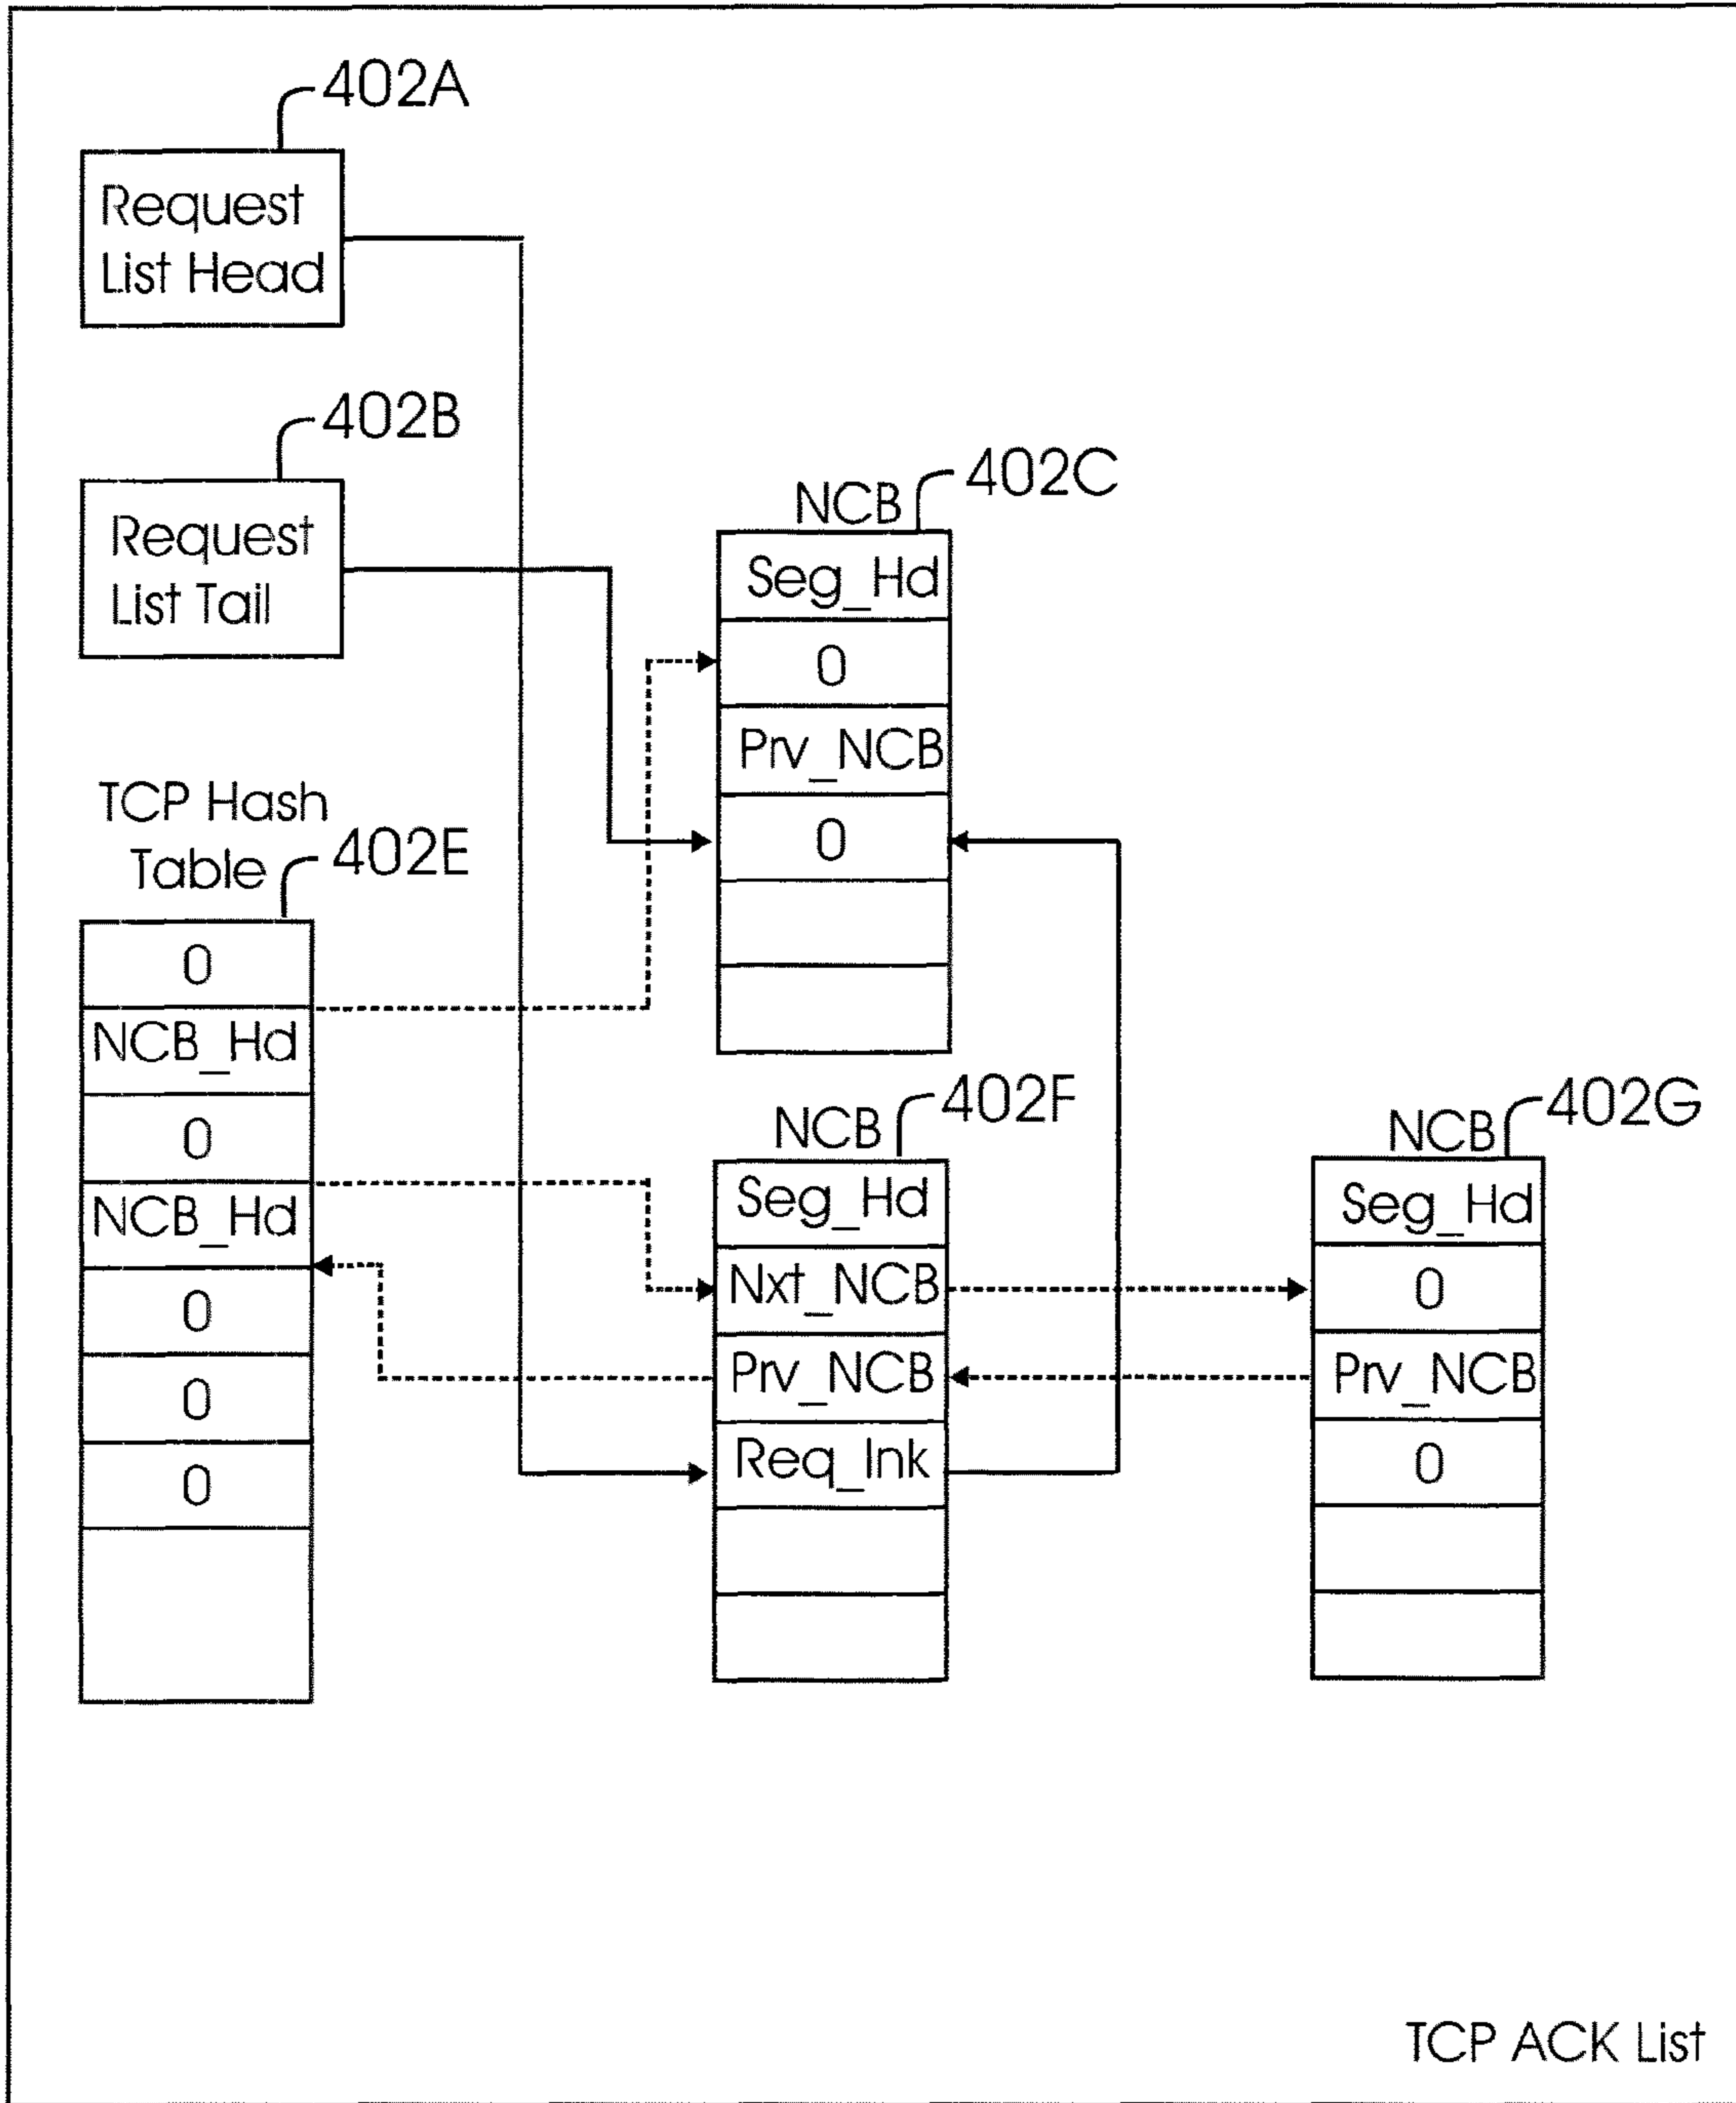 402A
Request
List Head
402B
Request
List Tail
NCB
402C
Seg_Hd
0
Prv_NCB
0
TCP Hash
Table
402E
0
NCB_Hd
0
NCB_Hd
0
0
0
NCB
402F
Seg_Hd
Nxt_NCB
Prv_NCB
Req_lnk
NCB
402G
Seg_Hd
0
Prv_NCB
0
TCP ACK List